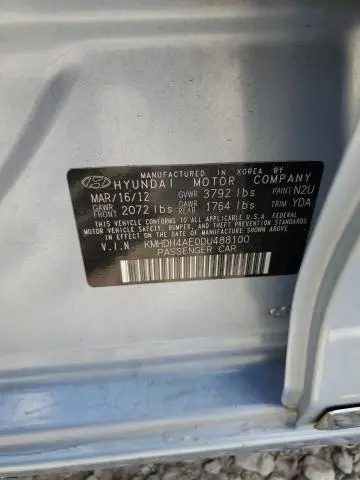 MANUFACTURED IN KOREA BY
HYUNDAI MOTOR COMPANY
MAR/16/12 GVWR 3792 lbs PAINT N2U
GAWR FRONT 2072 lbs GAWR REAR 1764 lbs TRIM YDA
THIS VEHICLE CONFORMS TO ALL APPLICABLE U.S.A. FEDERAL
MOTOR VEHICLE SAFETY, BUMPER, AND THEFT PREVENTION
STANDARDS IN EFFECT ON THE DATE OF MANUFACTURE SHOWN ABOVE.
V.I.N. KMHDH4AE0DU488100
PASSENGER CAR